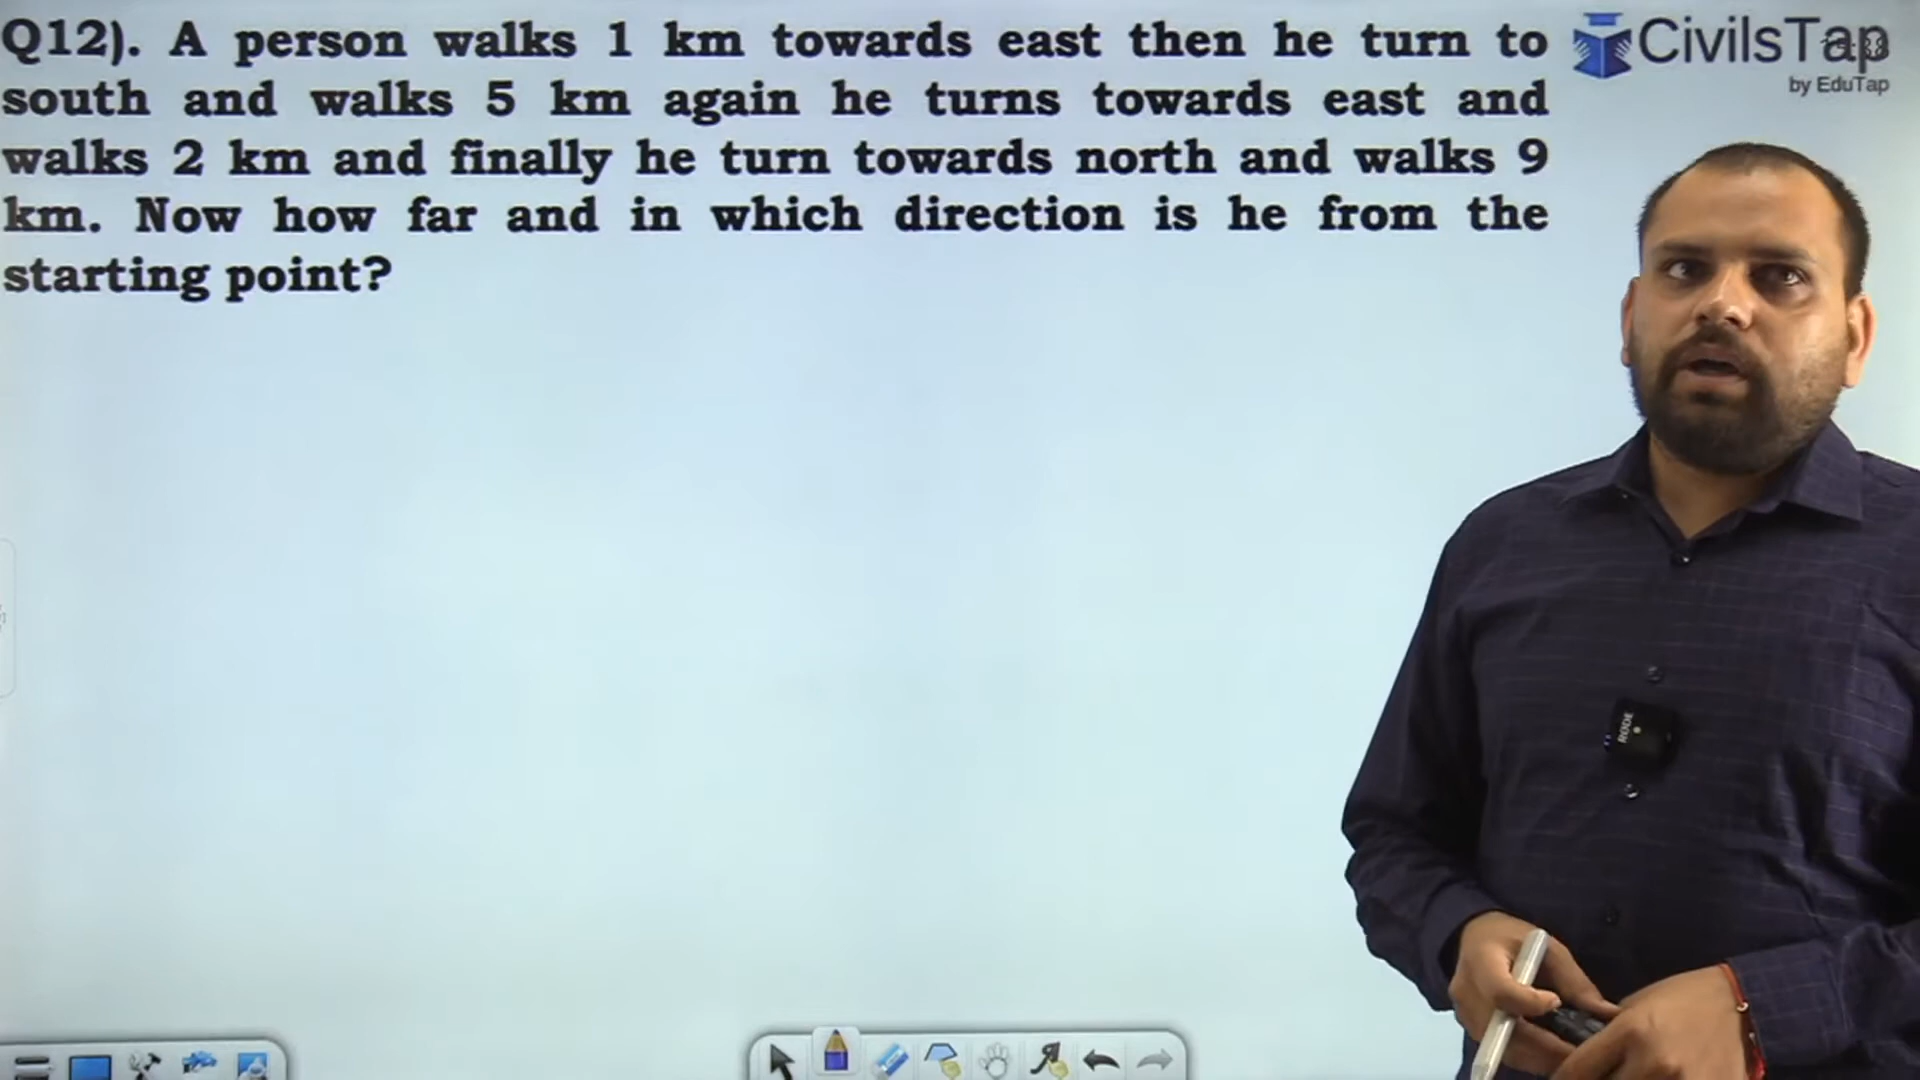 Q12). A person walks 1 km towards east then he turn to
south and walks 5 km again he turns towards east and
walks 2 km and finally he turn towards north and walks 9
km. Now how far and in which direction is he from the
starting point?
CivilsTap
by EduTap
RODE